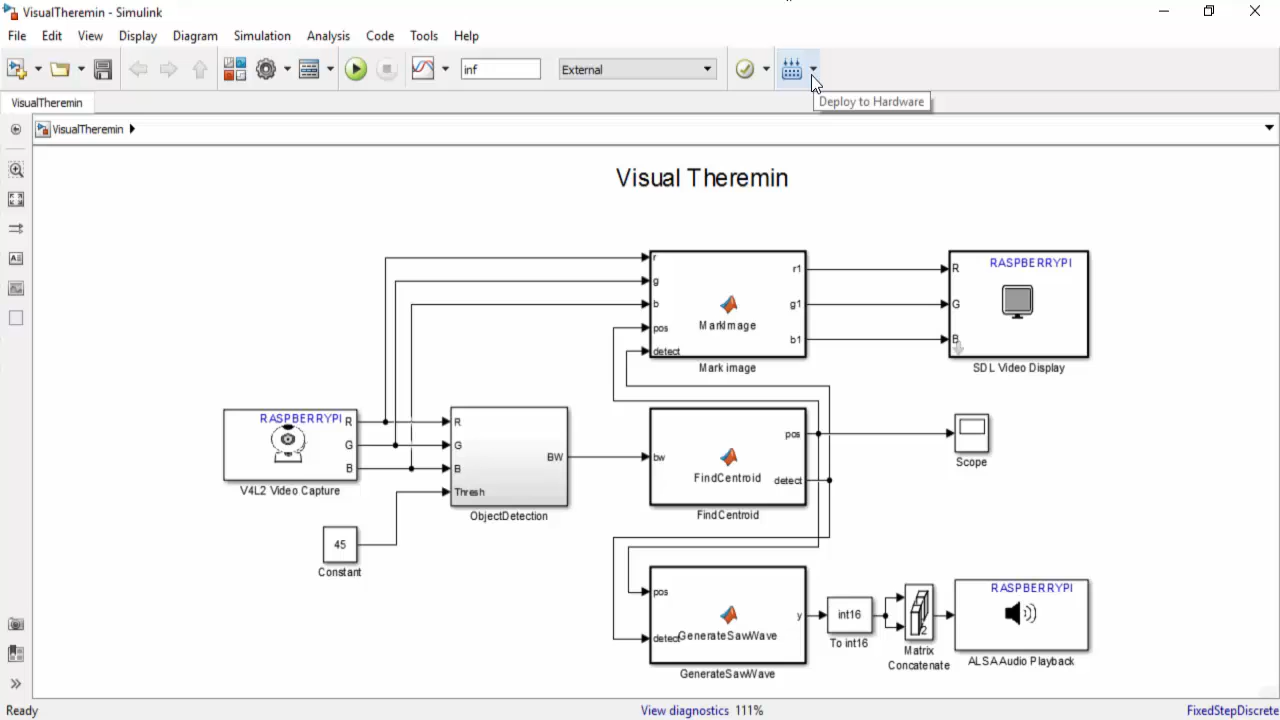 VisualTheremin - Simulink
File Edit View Display Diagram Simulation Analysis Code Tools Help
inf External
Deploy to Hardware
VisualTheremin
VisualTheremin
Visual Theremin
r
g
b
pos
detect
r1
g1
b1
MarkImage
Mark image
RASPBERRYPI
R
G
B
SDL Video Display
RASPBERRYPI
R
G
B
V4L2 Video Capture
R
G
B
Thresh
BW
ObjectDetection
45
Constant
bw
pos
detect
FindCentroid
FindCentroid
Scope
pos
detect
y
GenerateSawWave
GenerateSawWave
int16
To int16
2
Matrix
Concatenate
RASPBERRYPI
ALSA Audio Playback
Ready View diagnostics 111% FixedStepDiscrete